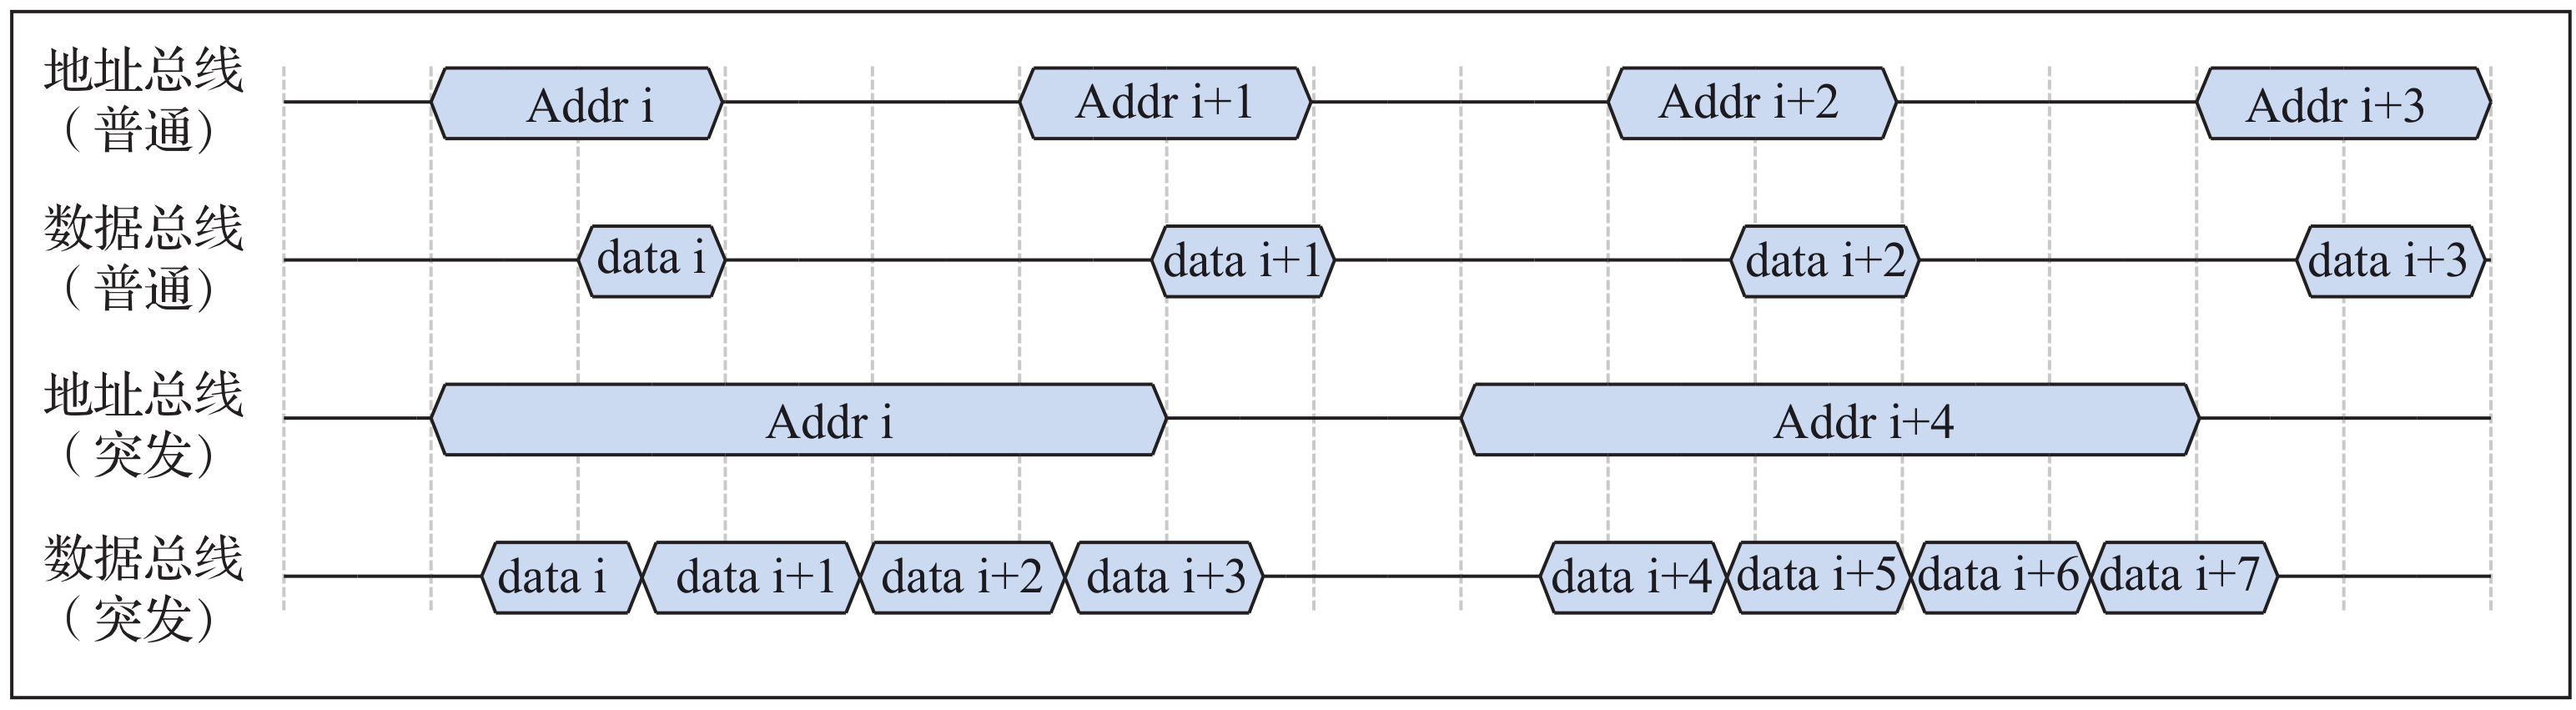 地址总线
（普通）
Addr i
Addr i+1
Addr i+2
Addr i+3
数据总线
（普通）
data i
data i+1
data i+2
data i+3
地址总线
（突发）
Addr i
Addr i+4
数据总线
（突发）
data i
data i+1
data i+2
data i+3
data i+4
data i+5
data i+6
data i+7